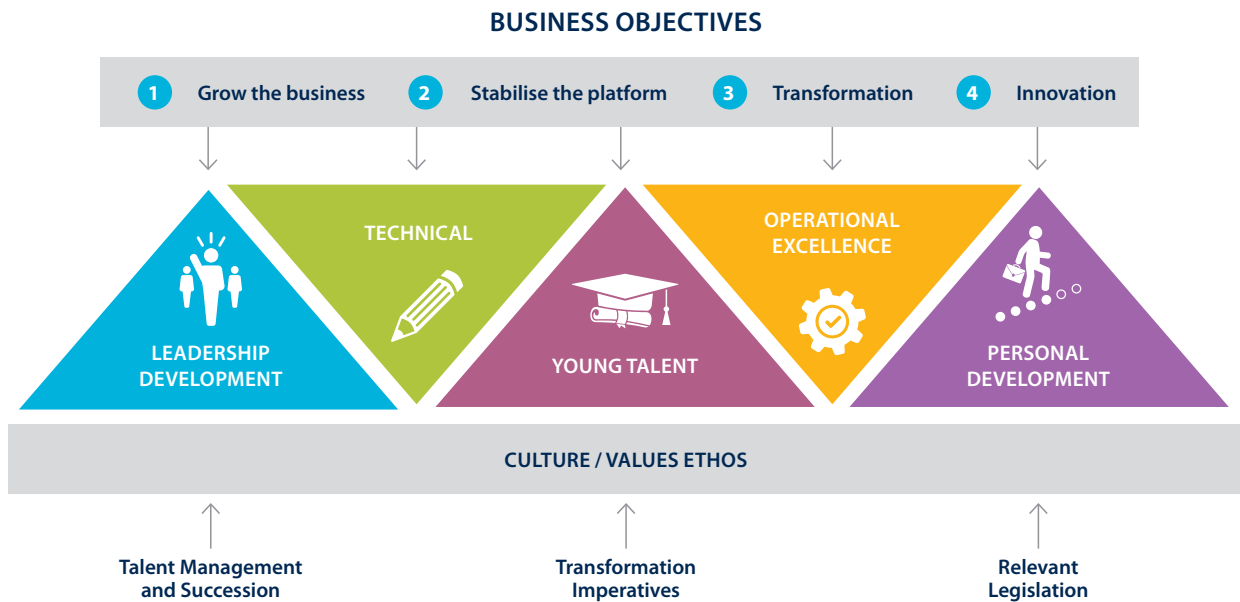 BUSINESS OBJECTIVES
1 Grow the business 2 Stabilise the platform 3 Transformation 4 Innovation
LEADERSHIP
DEVELOPMENT
TECHNICAL
YOUNG TALENT
OPERATIONAL
EXCELLENCE
PERSONAL
DEVELOPMENT
CULTURE / VALUES ETHOS
Talent Management
and Succession
Transformation
Imperatives
Relevant
Legislation